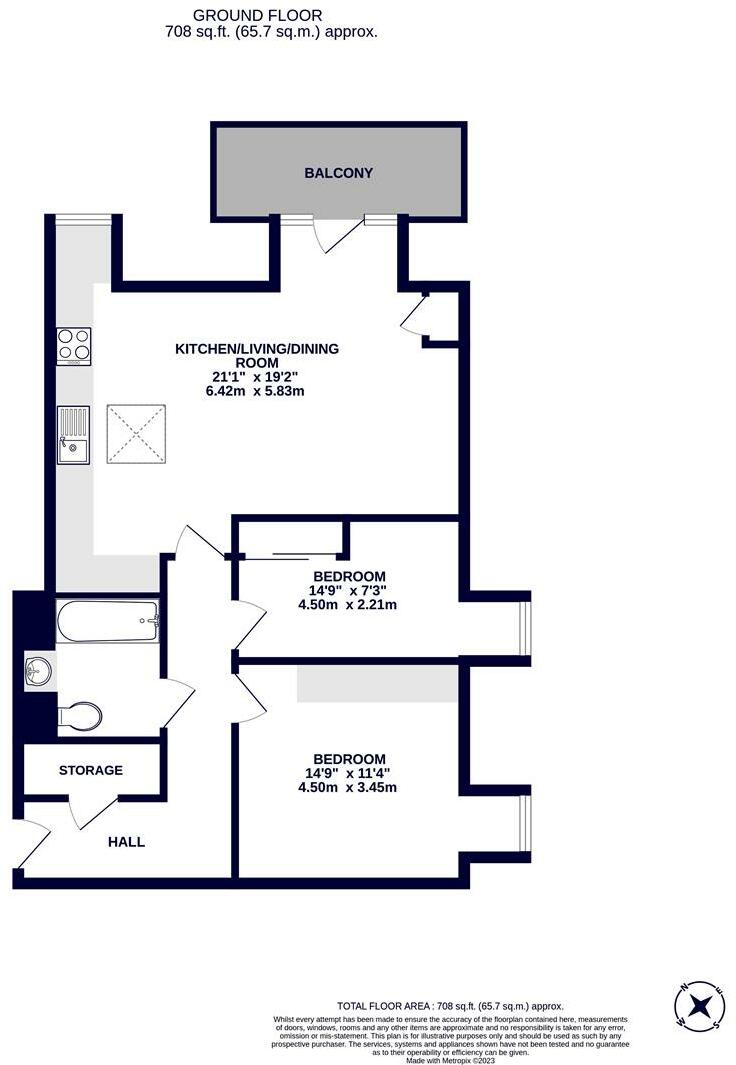 GROUND FLOOR
708 sq.ft. (65.7 sq.m.) approx.
BALCONY
KITCHEN/LIVING/DINING
ROOM
21'1" x 19'2"
6.42m x 5.83m
BEDROOM
14'9" x 7'3"
4.50m x 2.21m
BEDROOM
14'9" x 11'4"
4.50m x 3.45m
STORAGE
HALL
N
E
W
S
TOTAL FLOOR AREA : 708 sq.ft. (65.7 sq.m.) approx.
Whilst every attempt has been made to ensure the accuracy of the floorplan contained here, measurements
of doors, windows, rooms and any other items are approximate and no responsibility is taken for any error,
omission or mis-statement. This plan is for illustrative purposes only and should be used as such by any
prospective purchaser. The services, systems and appliances shown have not been tested and no guarantee
as to their operability or efficiency can be given.
Made with Metropix ©2023